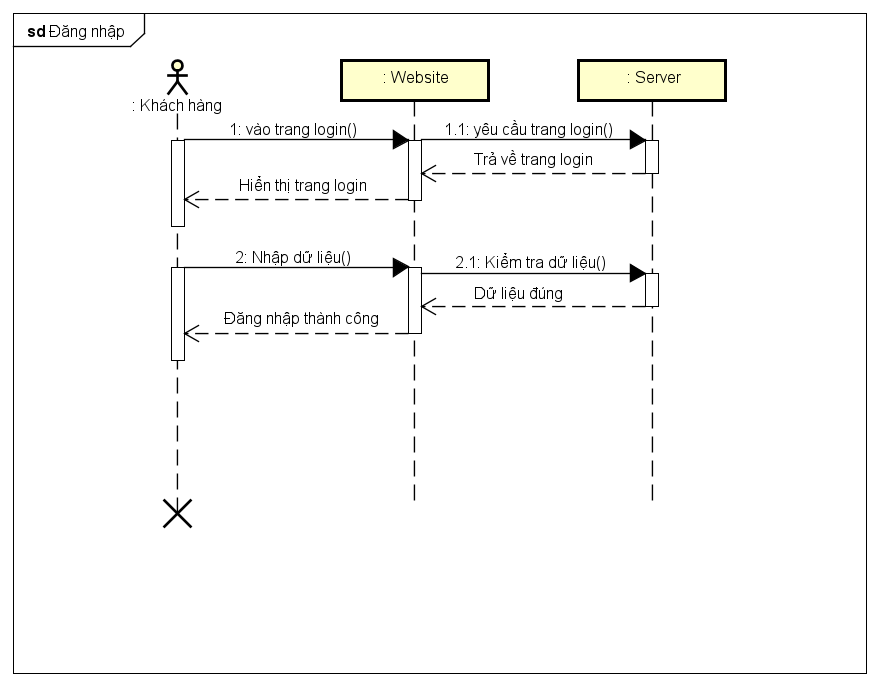 sd Đăng nhập
: Khách hàng
: Website
: Server
1: vào trang login()
1.1: yêu cầu trang login()
Trả về trang login
Hiển thị trang login
2: Nhập dữ liệu()
2.1: Kiểm tra dữ liệu()
Dữ liệu đúng
Đăng nhập thành công